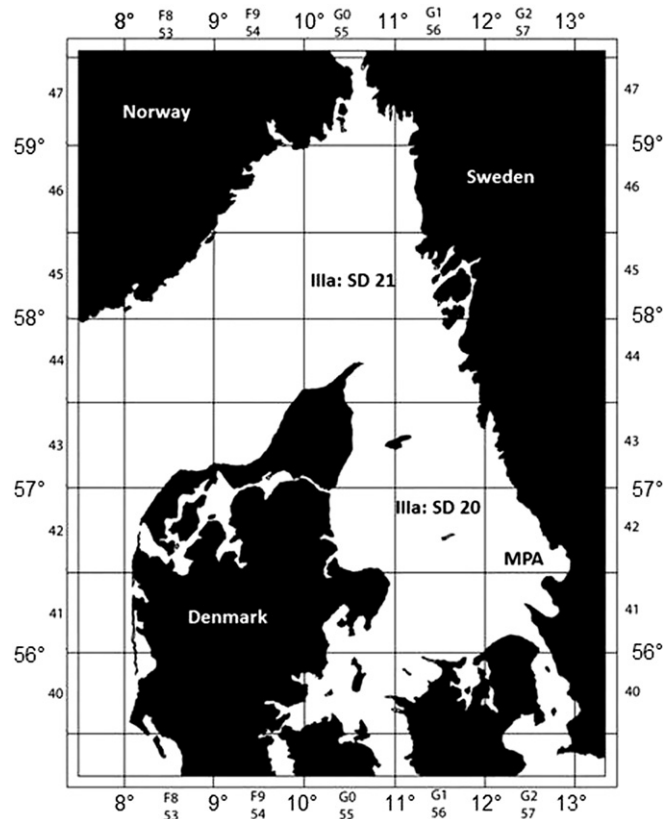 8° F8 9° F9 10° G0 11° G1 12° G2 13°
53 54 55 56 57
47 47
Norway
59° 59°
46 Sweden 46
45 IIIa: SD 21 45
58° 58°
44 44
43 43
57° 57°
IIIa: SD 20
42 42
MPA
41 Denmark 41
56° 56°
40 40
8° F8 9° F9 10° G0 11° G1 12° G2 13°
53 54 55 56 57